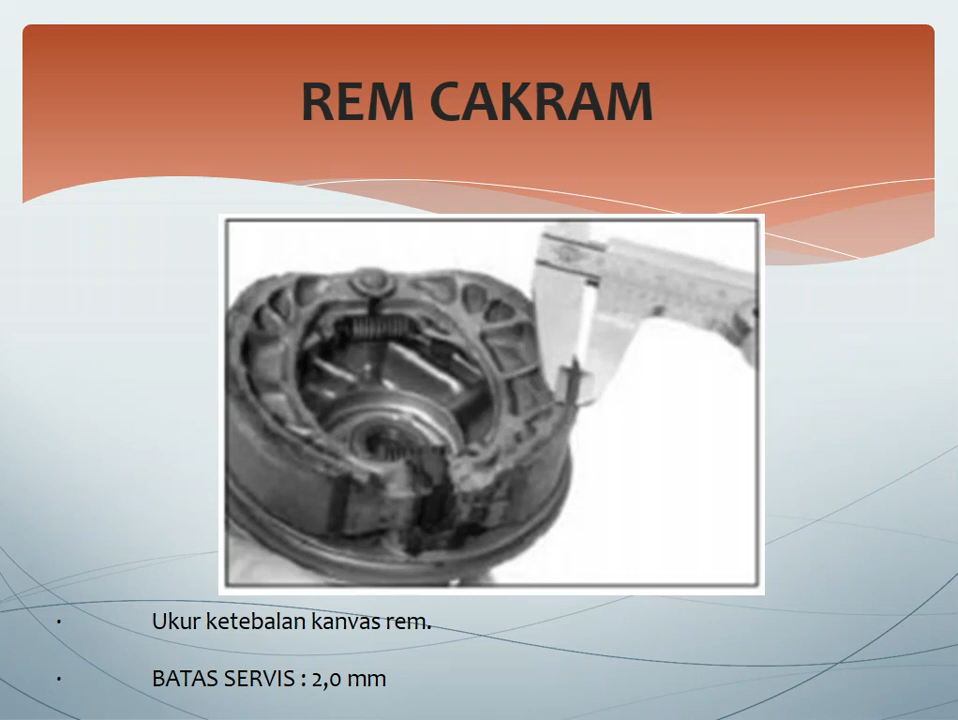 REM CAKRAM
· Ukur ketebalan kanvas rem.
· BATAS SERVIS : 2,0 mm